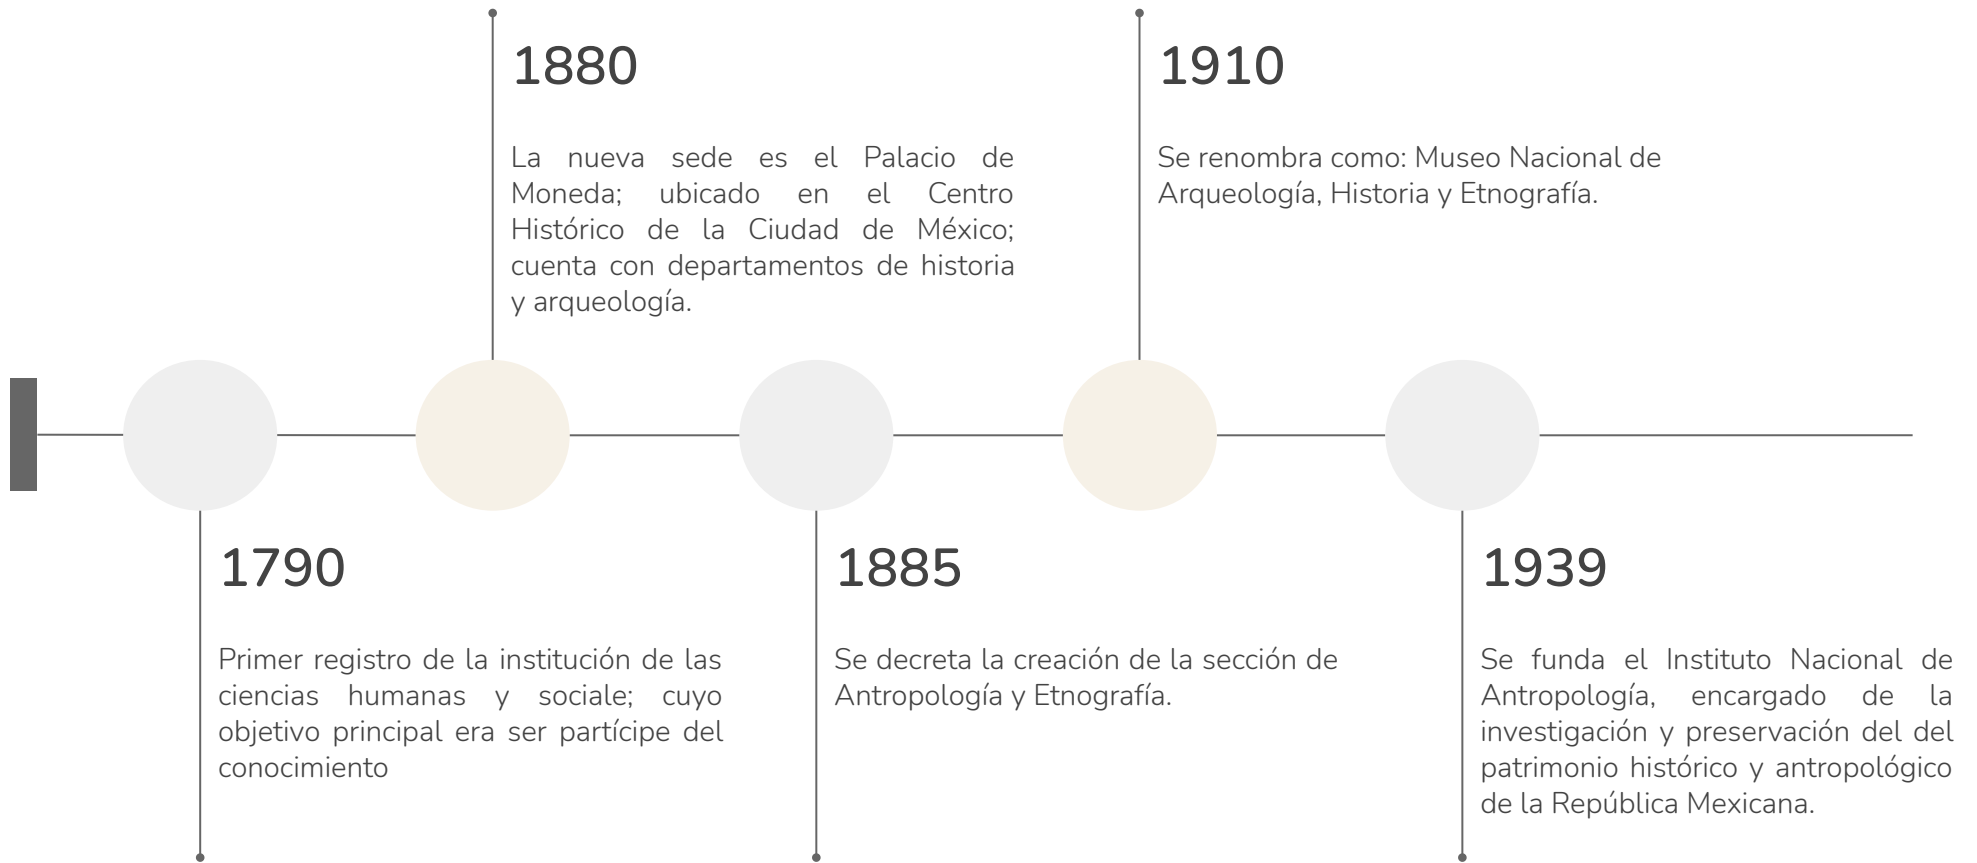 1880
La nueva sede es el Palacio de
Moneda; ubicado en el Centro
Histórico de la Ciudad de México;
cuenta con departamentos de historia
y arqueología.
1910
Se renombra como: Museo Nacional de
Arqueología, Historia y Etnografía.
1790
Primer registro de la institución de las
ciencias humanas y sociale; cuyo
objetivo principal era ser partícipe del
conocimiento
1885
Se decreta la creación de la sección de
Antropología y Etnografía.
1939
Se funda el Instituto Nacional de
Antropología, encargado de la
investigación y preservación del del
patrimonio histórico y antropológico
de la República Mexicana.